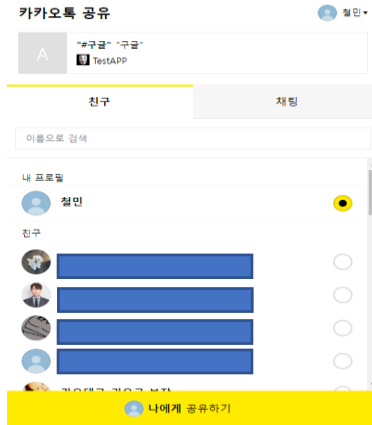 카카오톡 공유
철민
A
"#구글" "구글"
TestAPP
친구
채팅
이름으로 검색
내 프로필
철민
친구
나에게 공유하기